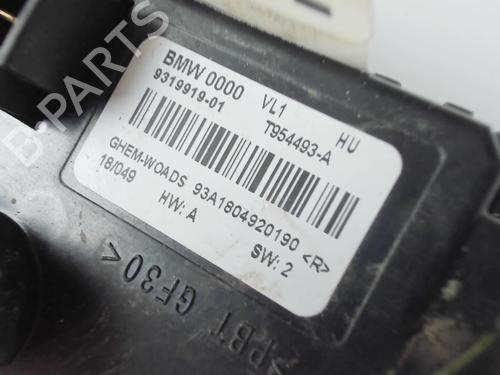 BMW 0000 VL1 HU
9319919-01 T954493-A
GHEM-WOADS 93A1804920190 <R>
18/049 HW: A SW: 2
>PBT GF30<
B-PARTS